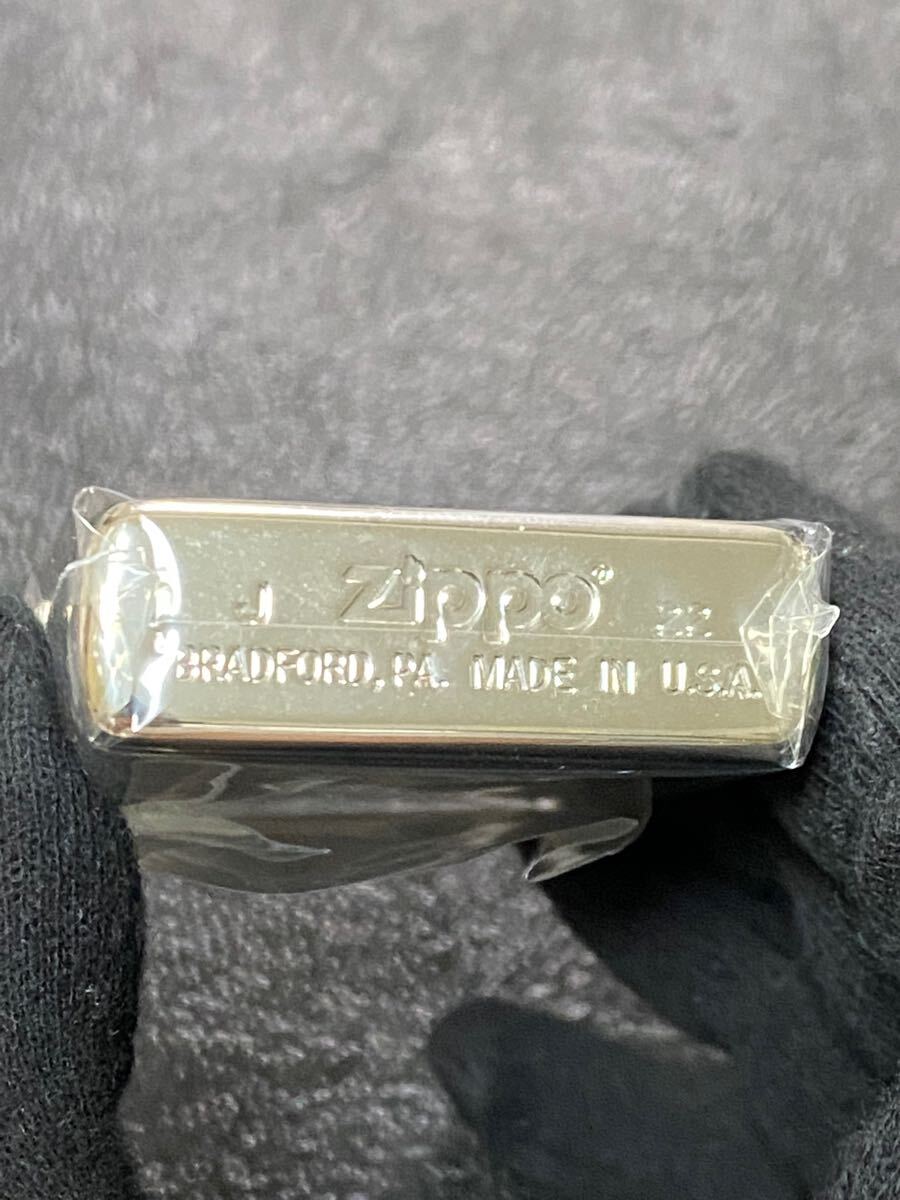 J Zippo® 22
BRADFORD, PA. MADE IN U.S.A.